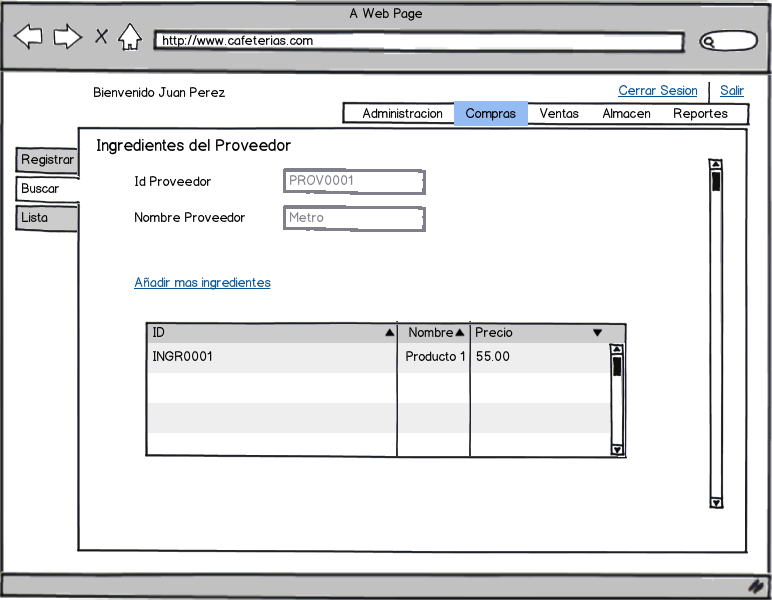 A Web Page
http://www.cafeterias.com
Bienvenido Juan Perez
Cerrar Sesion Salir
Administracion Compras Ventas Almacen Reportes
Ingredientes del Proveedor
Registrar
Buscar
Lista
Id Proveedor PROV0001
Nombre Proveedor Metro
Añadir mas ingredientes
ID Nombre Precio
INGR0001 Producto 1 55.00